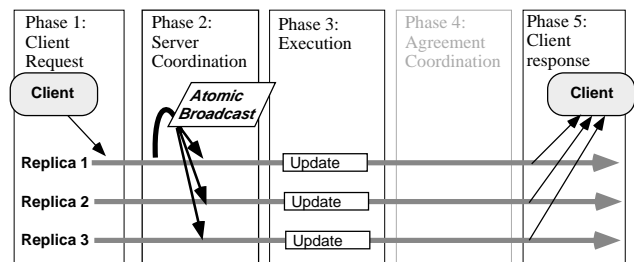 Phase 1:
Client
Request
Phase 2:
Server
Coordination
Phase 3:
Execution
Phase 4:
Agreement
Coordination
Phase 5:
Client
response
Client
Atomic
Broadcast
Client
Replica 1
Update
Replica 2
Update
Replica 3
Update